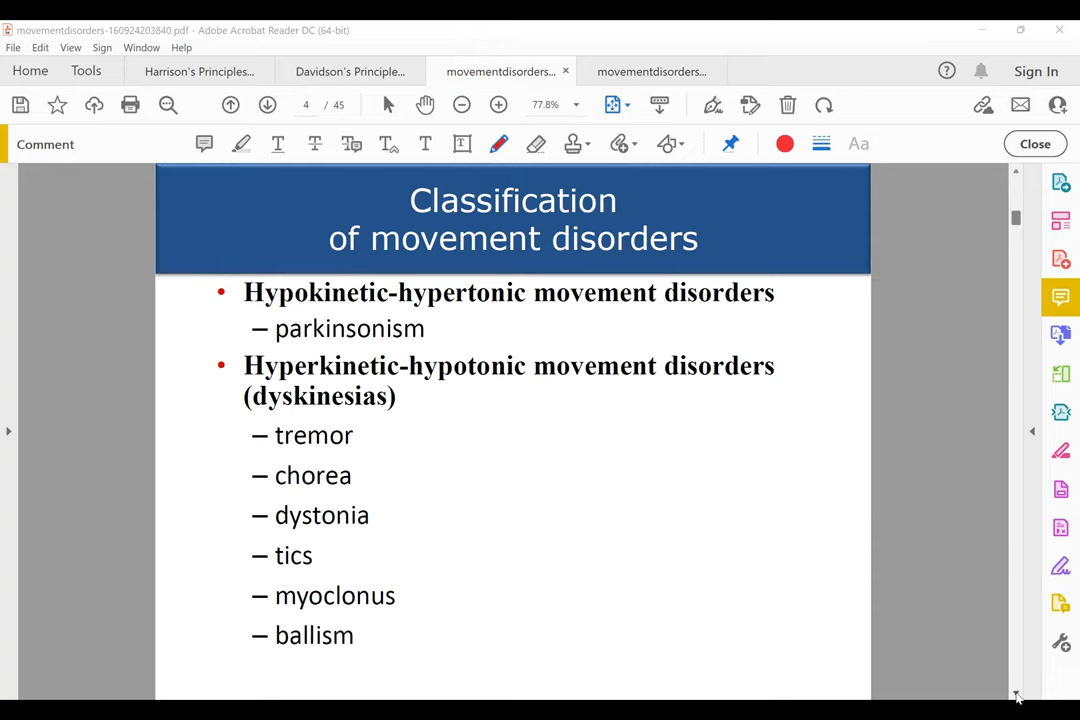 movementdisorders-160924203840.pdf - Adobe Acrobat Reader DC (64-bit)
File Edit View Sign Window Help
Home Tools Harrison's Principles... Davidson's Principle... movementdisorders... × movementdisorders... Sign In
4 / 45 77.8%
Comment Aa Close
Classification
of movement disorders
• Hypokinetic-hypertonic movement disorders
– parkinsonism
• Hyperkinetic-hypotonic movement disorders
(dyskinesias)
– tremor
– chorea
– dystonia
– tics
– myoclonus
– ballism